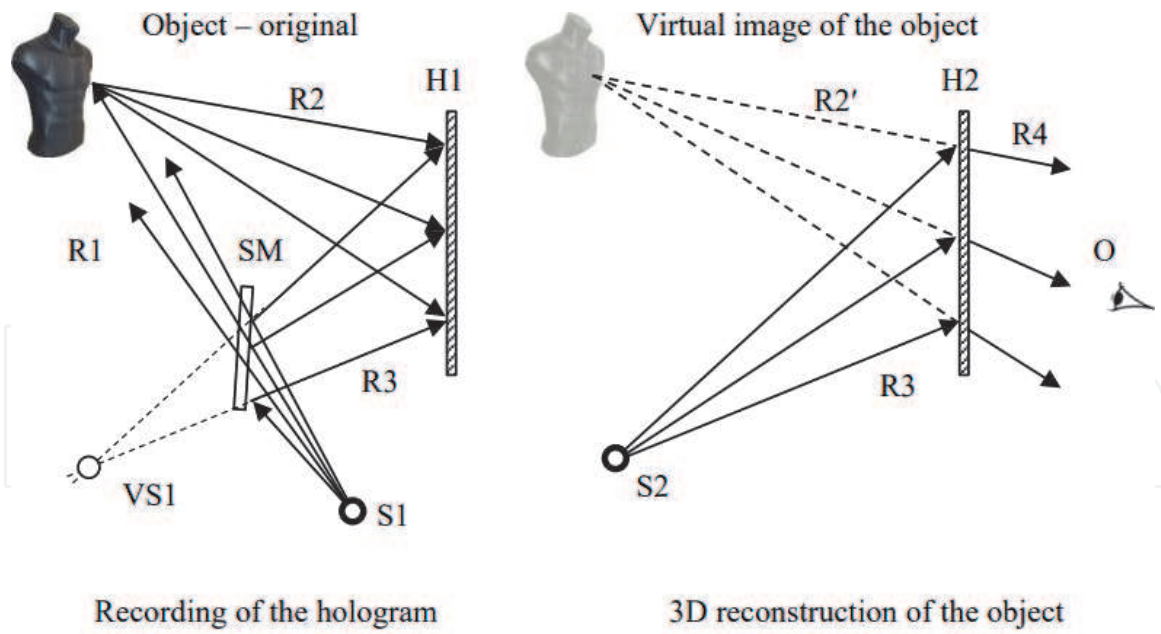 Object – original
Virtual image of the object
H1
H2
R2
R2′
R4
R1
SM
O
R3
R3
VS1
S1
S2
Recording of the hologram
3D reconstruction of the object